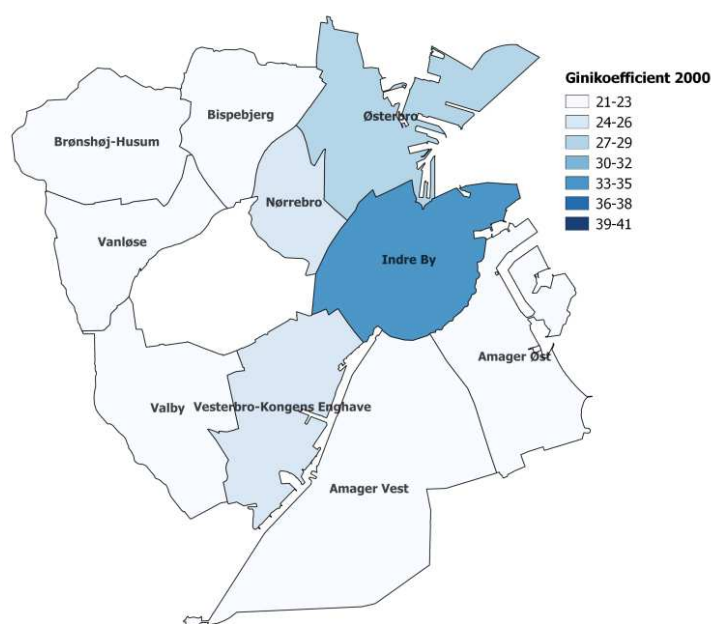 Ginikoefficient 2000
21-23
24-26
27-29
30-32
33-35
36-38
39-41
Bispebjerg
Østerbro
Brønshøj-Husum
Nørrebro
Vanløse
Indre By
Amager Øst
Valby
Vesterbro-Kongens Enghave
Amager Vest